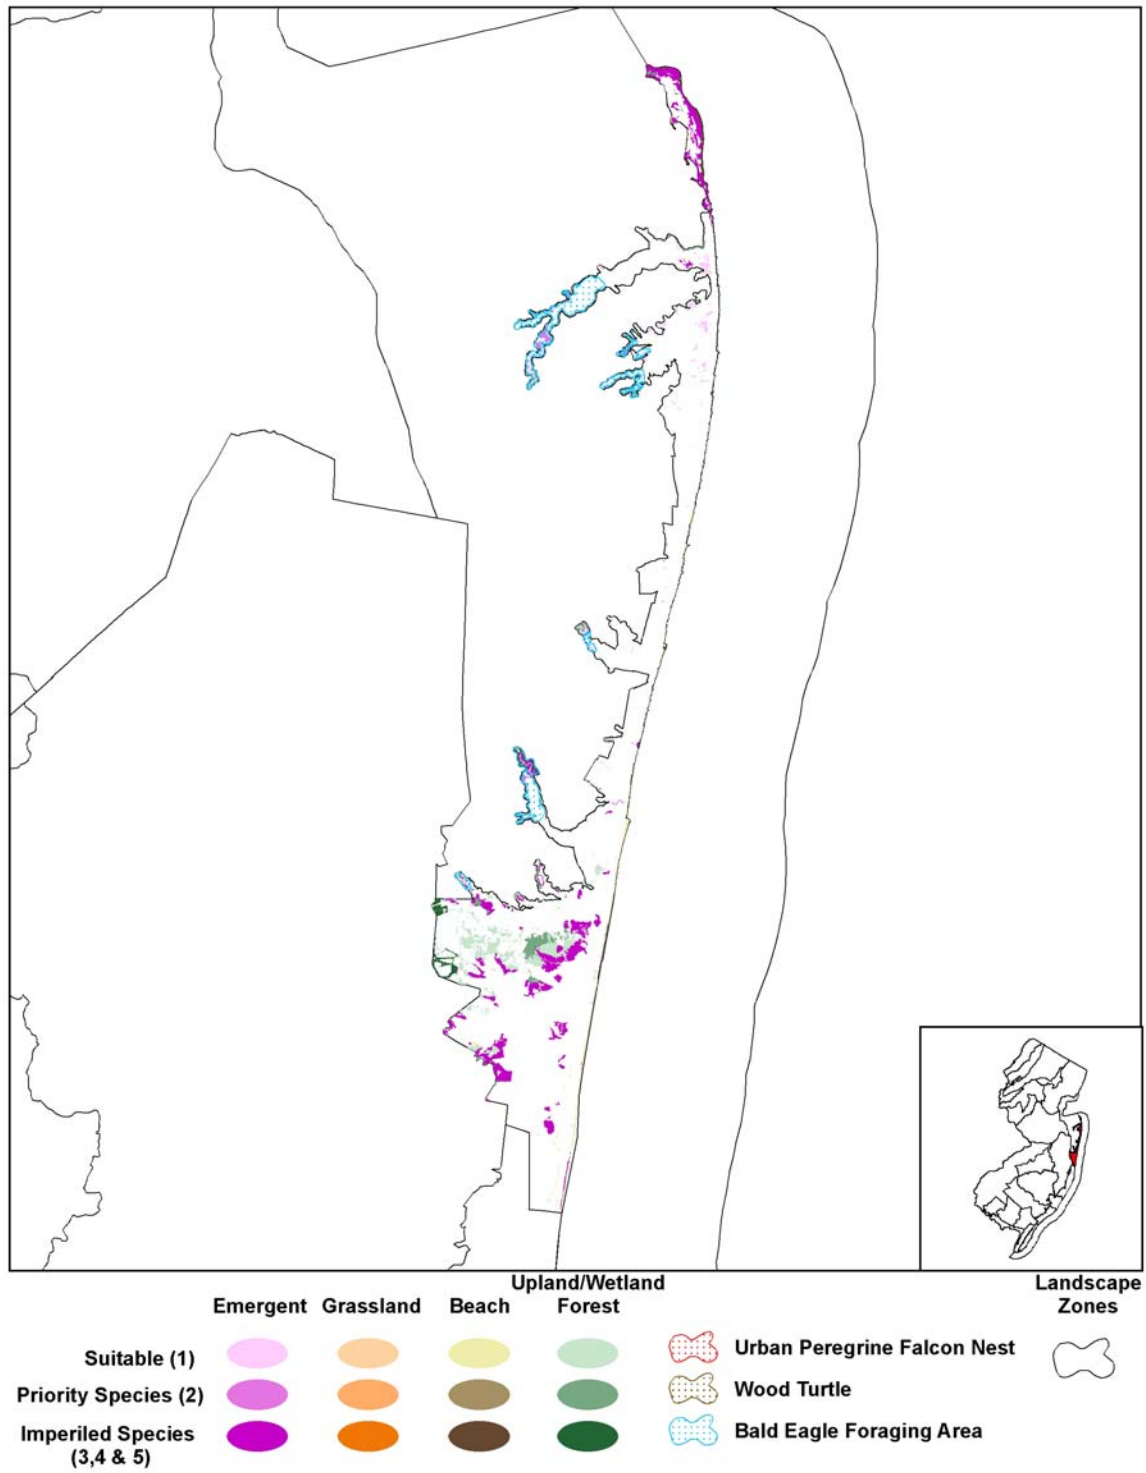 Upland/Wetland
Emergent Grassland Beach Forest
Landscape
Zones
Suitable (1)
Priority Species (2)
Imperiled Species
(3,4 & 5)
Urban Peregrine Falcon Nest
Wood Turtle
Bald Eagle Foraging Area